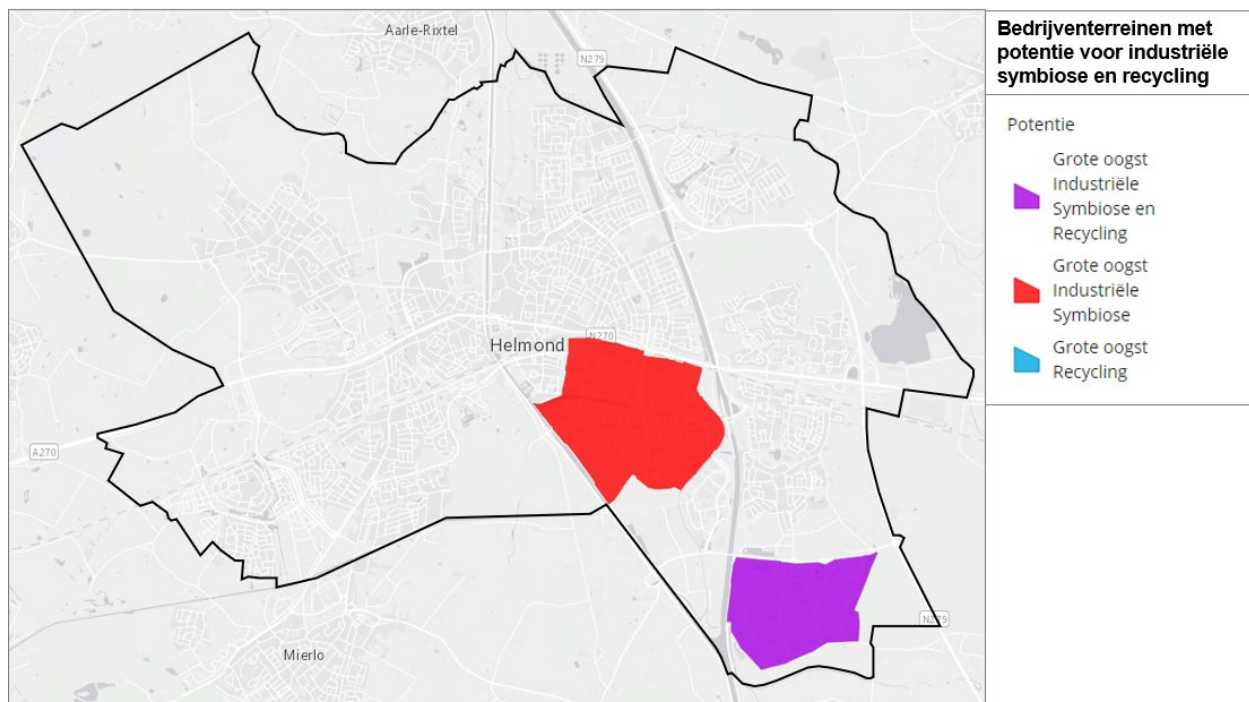 Aarle-Rixtel
N279
N270
Helmond
A270
N279
Mierlo
Bedrijventerreinen met
potentie voor industriële
symbiose en recycling
Potentie
Grote oogst
Industriële
Symbiose en
Recycling
Grote oogst
Industriële
Symbiose
Grote oogst
Recycling